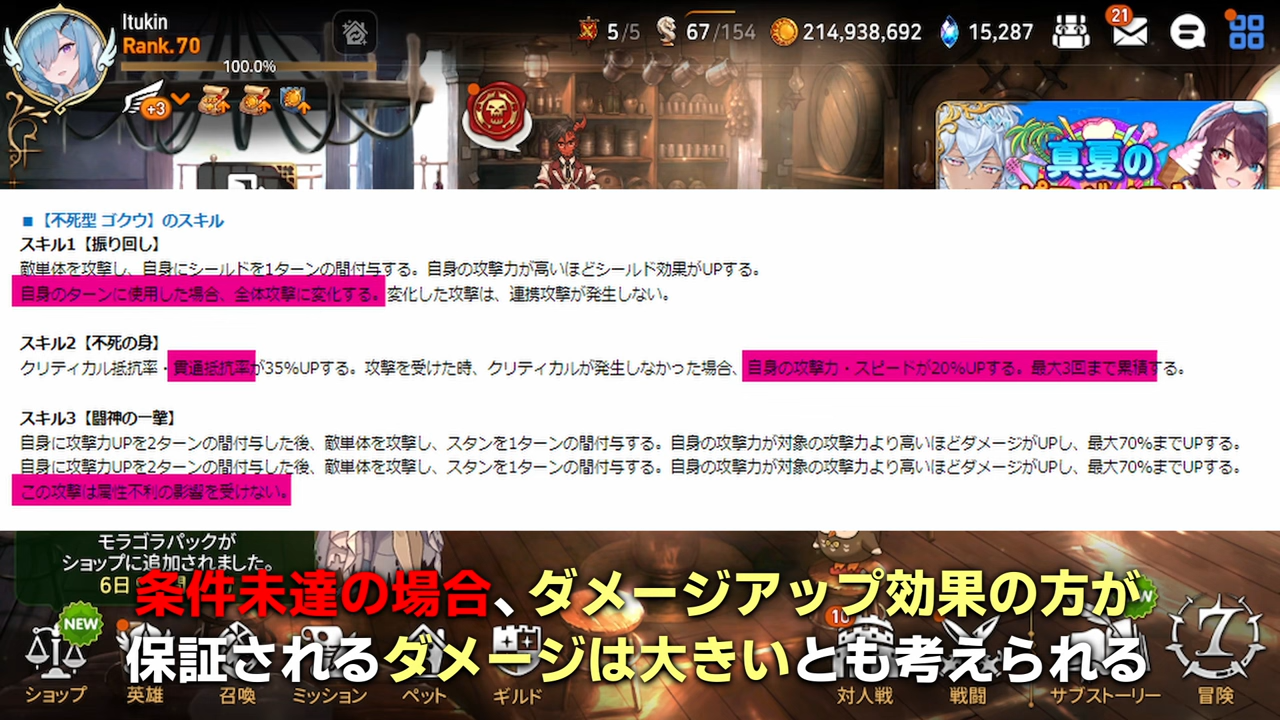 Itukin
Rank.70
100.0%
+3
5/5
67/154
214,938,692
15,287
21
真夏の
■【不死型 ゴクウ】のスキル
スキル1【振り回し】
敵単体を攻撃し、自身にシールドを1ターンの間付与する。自身の攻撃力が高いほどシールド効果がUPする。
自身のターンに使用した場合、全体攻撃に変化する。変化した攻撃は、連携攻撃が発生しない。
スキル2【不死の身】
クリティカル抵抗率・貫通抵抗率が35%UPする。攻撃を受けた時、クリティカルが発生しなかった場合、自身の攻撃力・スピードが20%UPする。最大3回まで累積する。
スキル3【闘神の一撃】
自身に攻撃力UPを2ターンの間付与した後、敵単体を攻撃し、スタンを1ターンの間付与する。自身の攻撃力が対象の攻撃力より高いほどダメージがUPし、最大70%までUPする。
自身に攻撃力UPを2ターンの間付与した後、敵単体を攻撃し、スタンを1ターンの間付与する。自身の攻撃力が対象の攻撃力より高いほどダメージがUPし、最大70%までUPする。
この攻撃は属性不利の影響を受けない。
モラゴラパックが
ショップに追加されました。
6日
条件未達の場合、ダメージアップ効果の方が
保証されるダメージは大きいとも考えられる
NEW
10
7
ショップ
英雄
召喚
ミッション
ペット
ギルド
対人戦
戦闘
サブストーリー
冒険